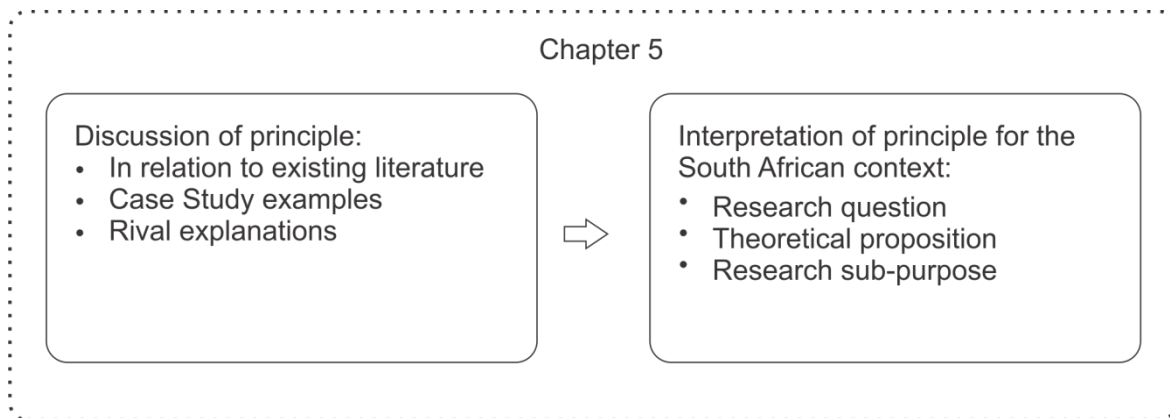 Chapter 5
Discussion of principle:
• In relation to existing literature
• Case Study examples
• Rival explanations
Interpretation of principle for the
South African context:
• Research question
• Theoretical proposition
• Research sub-purpose